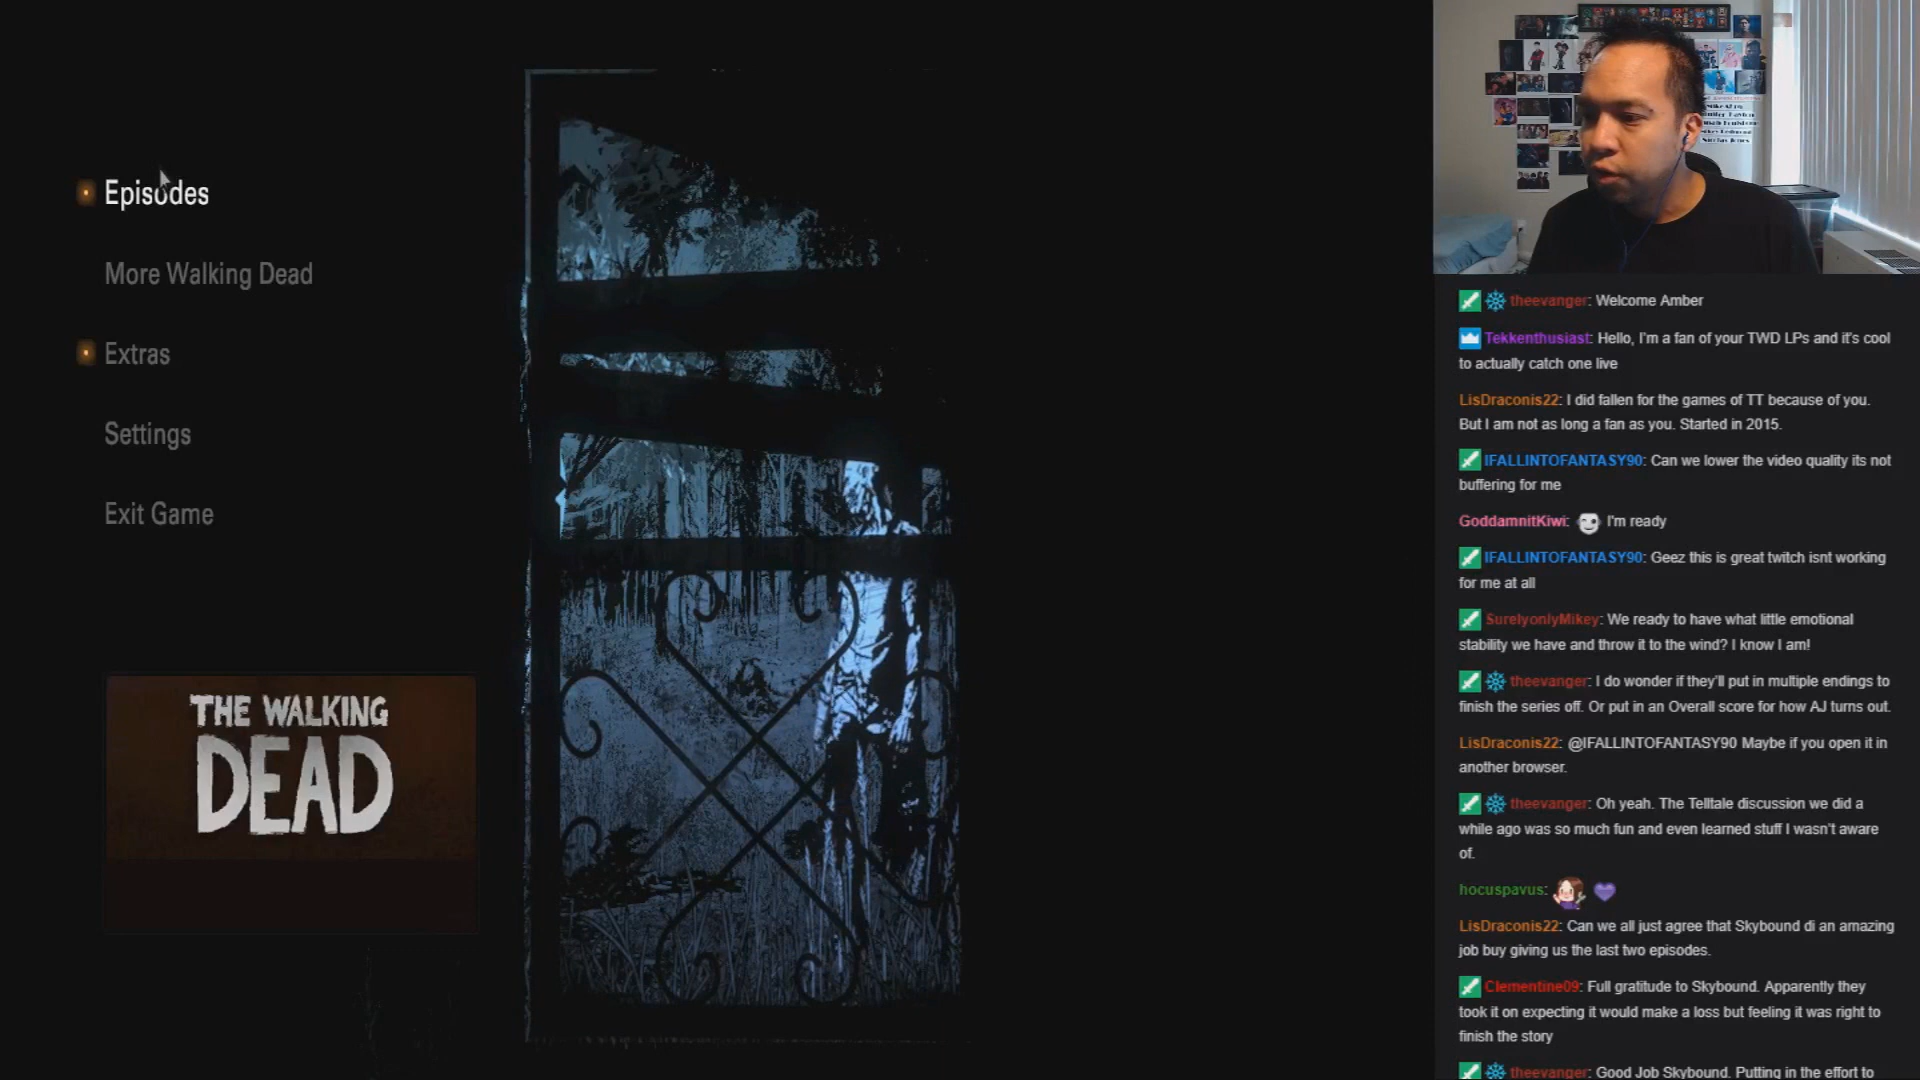 Episodes
More Walking Dead
Extras
Settings
Exit Game
THE WALKING
DEAD
theevanger: Welcome Amber
Tekkenthusiast: Hello, I'm a fan of your TWD LPs and it's cool
to actually catch one live
LisDraconis22: I did fallen for the games of TT because of you.
But I am not as long a fan as you. Started in 2015.
IFALLINTOFANTASY90: Can we lower the video quality its not
buffering for me
GoddamnitKiwi: I'm ready
IFALLINTOFANTASY90: Geez this is great twitch isnt working
for me at all
SurelyonlyMikey: We ready to have what little emotional
stability we have and throw it to the wind? I know I am!
theevanger: I do wonder if they'll put in multiple endings to
finish the series off. Or put in an Overall score for how AJ turns out.
LisDraconis22: @IFALLINTOFANTASY90 Maybe if you open it in
another browser.
theevanger: Oh yeah. The Telltale discussion we did a
while ago was so much fun and even learned stuff I wasn't aware
of.
hocuspavus:
LisDraconis22: Can we all just agree that Skybound di an amazing
job buy giving us the last two episodes.
Clementine09: Full gratitude to Skybound. Apparently they
took it on expecting it would make a loss but feeling it was right to
finish the story
theevanger: Good Job Skybound. Putting in the effort to